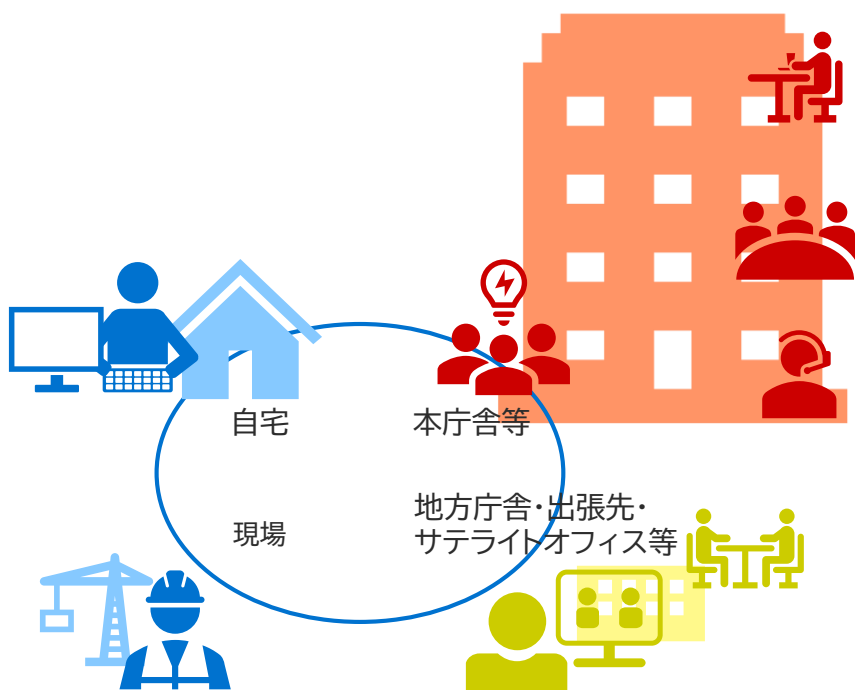 自宅
本庁舎等
現場
地方庁舎・出張先・
サテライトオフィス等